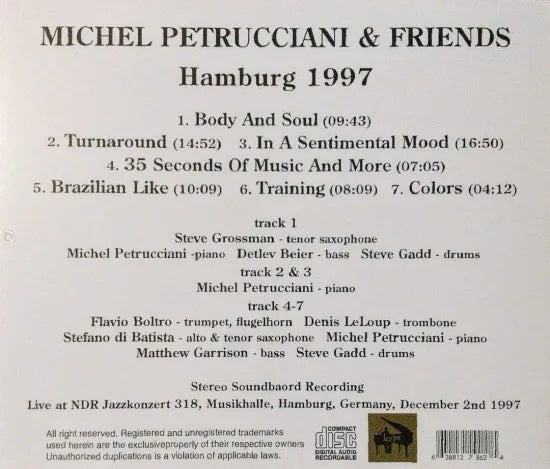 MICHEL PETRUCCIANI & FRIENDS
Hamburg 1997
1. Body And Soul (09:43)
2. Turnaround (14:52) 3. In A Sentimental Mood (16:50)
4. 35 Seconds Of Music And More (07:05)
5. Brazilian Like (10:09) 6. Training (08:09) 7. Colors (04:12)
track 1
Steve Grossman - tenor saxophone
Michel Petrucciani -piano Detlev Beier - bass Steve Gadd - drums
track 2 & 3
Michel Petrucciani - piano
track 4-7
Flavio Boltro - trumpet, flugelhorn Denis LeLoup - trombone
Stefano di Batista - alto & tenor saxophone Michel Petrucciani - piano
Matthew Garrison - bass Steve Gadd - drums
Stereo Soundbaord Recording
Live at NDR Jazzkonzert 318, Musikhalle, Hamburg, Germany, December 2nd 1997
All right reserved. Registered and unregistered trademarks
used herein are the exclusiveproperty of their respective owners
Unauthorized duplications is a violation of applicable laws.
COMPACT
disc
DIGITAL AUDIO
RECORDABLE